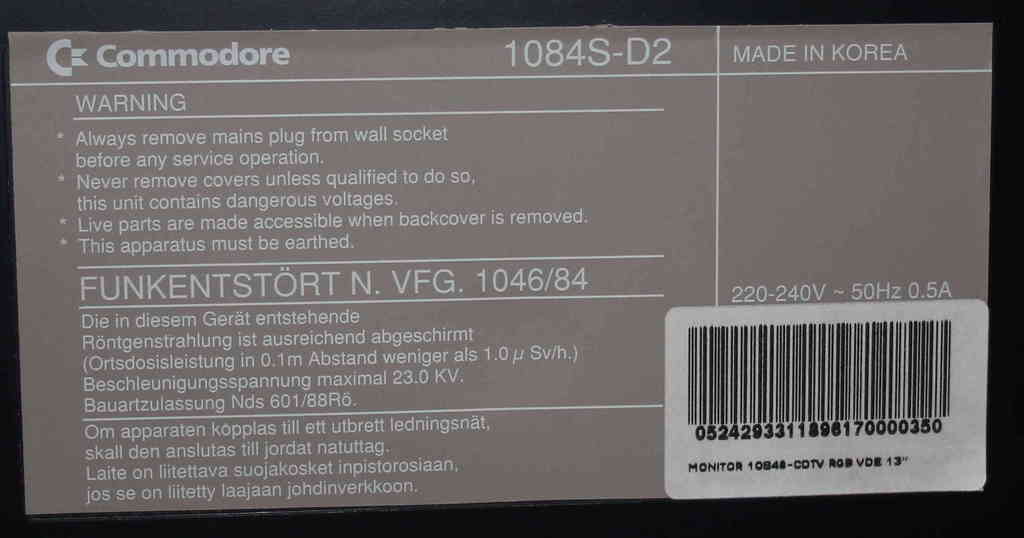 Commodore 1084S-D2 MADE IN KOREA
WARNING
* Always remove mains plug from wall socket
before any service operation.
* Never remove covers unless qualified to do so,
this unit contains dangerous voltages.
* Live parts are made accessible when backcover is removed.
* This apparatus must be earthed.
FUNKENTSTÖRT N. VFG. 1046/84
220-240V ~ 50Hz 0.5A
Die in diesem Gerät entstehende
Röntgenstrahlung ist ausreichend abgeschirmt
(Ortsdosisleistung in 0.1m Abstand weniger als 1.0 µ Sv/h.)
Beschleunigungsspannung maximal 23.0 KV.
Bauartzulassung Nds 601/88Rö.
Om apparaten kopplas till ett utbrett ledningsnät,
skall den anslutas till jordat natuttag.
Laite on liitettava suojakosket inpistorosiaan,
jos se on liitetty laajaan johdinverkkoon.
0524293311896170000350
MONITOR 1084S-CDTV RGB VDE 13"